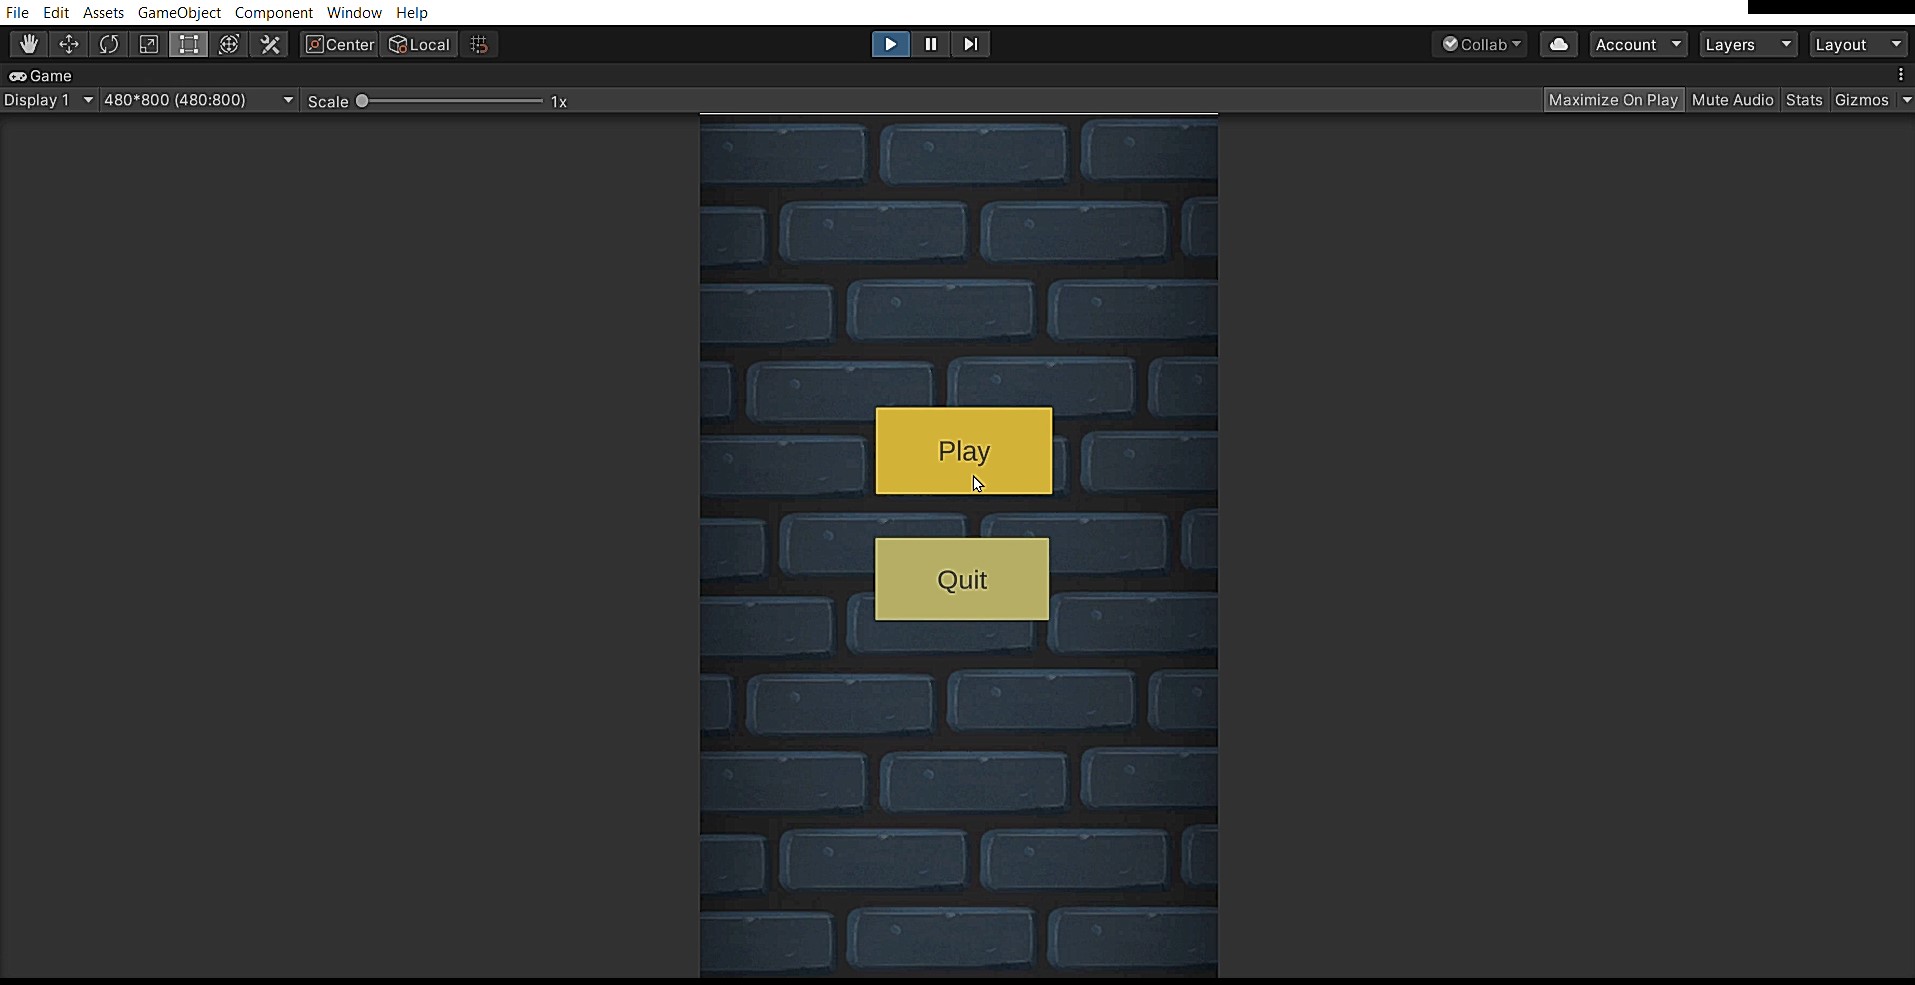 File Edit Assets GameObject Component Window Help
Center Local Collab Account Layers Layout
Game
Display 1 480*800 (480:800) Scale 1x Maximize On Play Mute Audio Stats Gizmos
Play
Quit